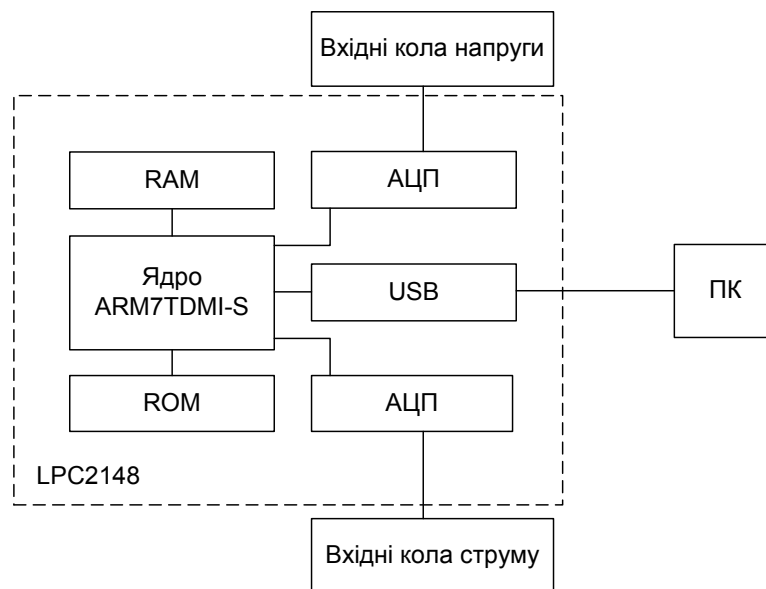 Вхідні кола напруги
RAM
АЦП
Ядро
ARM7TDMI-S
USB
ПК
ROM
АЦП
LPC2148
Вхідні кола струму